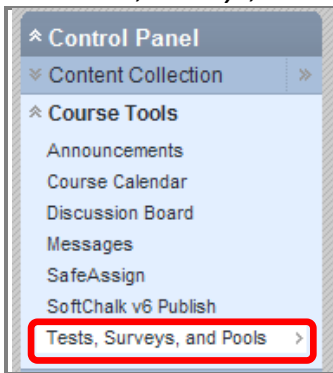 Control Panel
Content Collection
Course Tools
Announcements
Course Calendar
Discussion Board
Messages
SafeAssign
SoftChalk v6 Publish
Tests, Surveys, and Pools